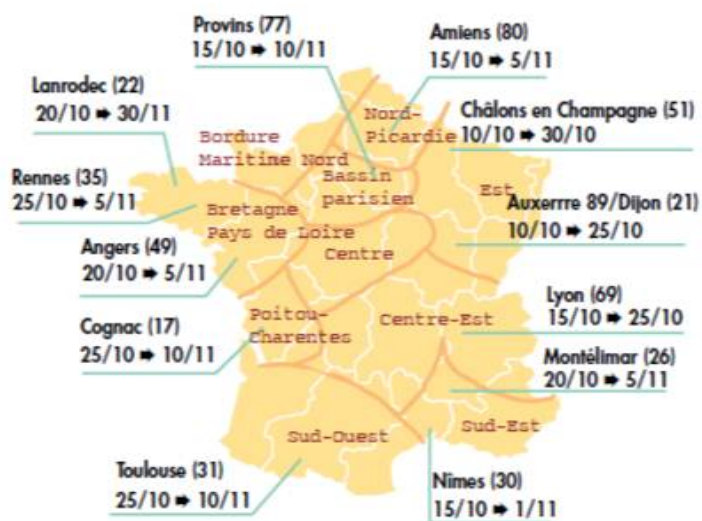 Provins (77)
15/10 ➨ 10/11
Amiens (80)
15/10 ➨ 5/11
Lanrodec (22)
20/10 ➨ 30/11
Nord-
Picardie
Châlons en Champagne (51)
10/10 ➨ 30/10
Bordure
Maritime Nord
Bassin
parisien
Rennes (35)
25/10 ➨ 5/11
Est
Bretagne
Pays de Loire
Auxerrre 89/Dijon (21)
10/10 ➨ 25/10
Angers (49)
20/10 ➨ 5/11
Centre
Lyon (69)
15/10 ➨ 25/10
Cognac (17)
25/10 ➨ 10/11
Poitou-
Charentes
Centre-Est
Montélimar (26)
20/10 ➨ 5/11
Sud-Ouest
Sud-Est
Toulouse (31)
25/10 ➨ 10/11
Nîmes (30)
15/10 ➨ 1/11